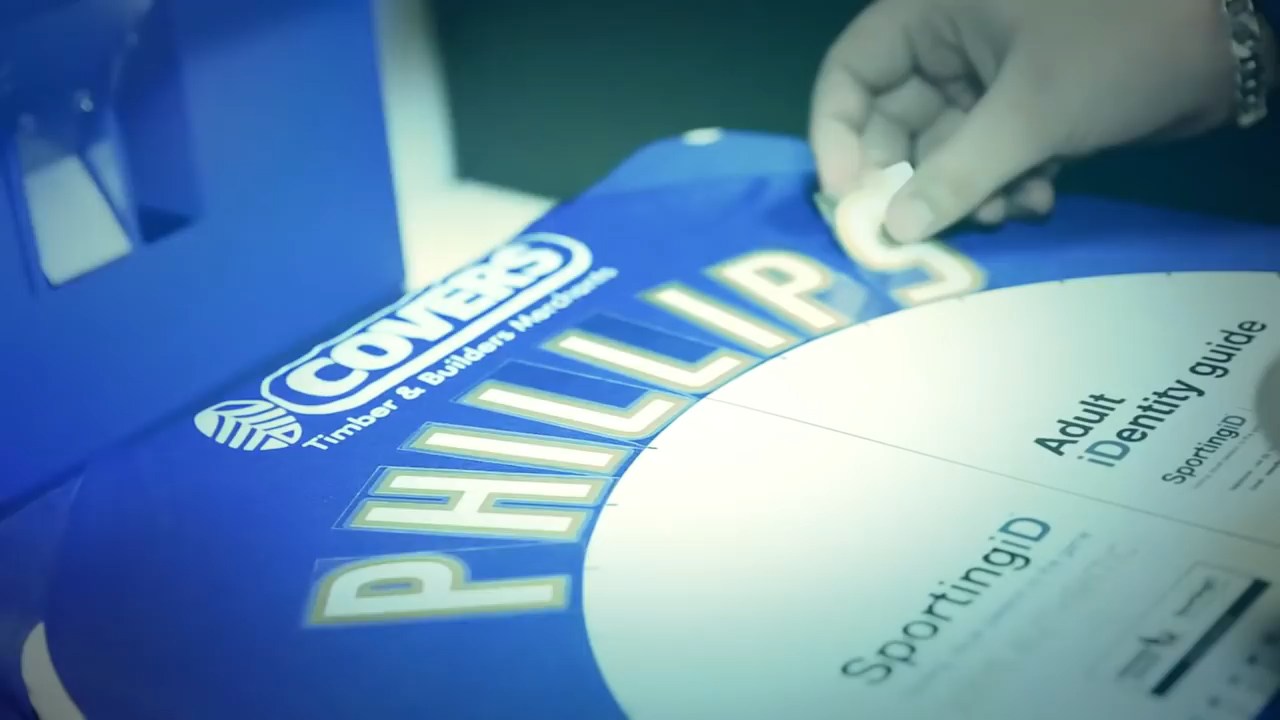 COVERS
Timber & Builders Merchants
PHILLIPS
Adult
iDentity guide
SportingiD
SportingiD